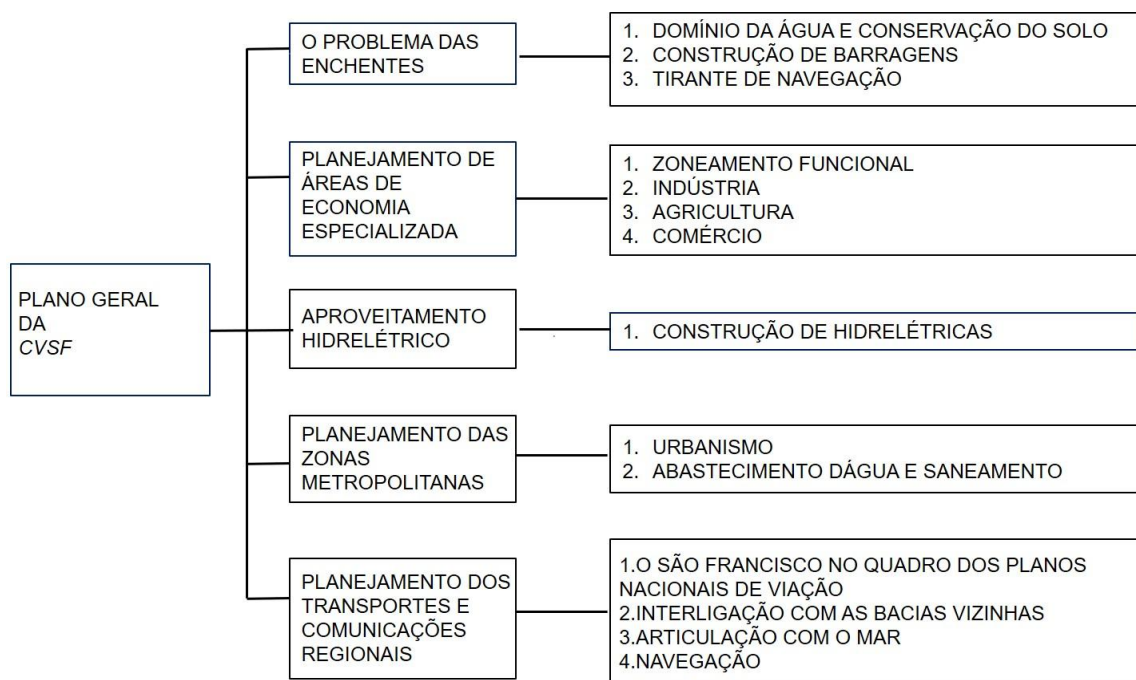 PLANO GERAL
DA
CVSF
O PROBLEMA DAS
ENCHENTES
1. DOMÍNIO DA ÁGUA E CONSERVAÇÃO DO SOLO
2. CONSTRUÇÃO DE BARRAGENS
3. TIRANTE DE NAVEGAÇÃO
PLANEJAMENTO DE
ÁREAS DE
ECONOMIA
ESPECIALIZADA
1. ZONEAMENTO FUNCIONAL
2. INDÚSTRIA
3. AGRICULTURA
4. COMÉRCIO
APROVEITAMENTO
HIDRELÉTRICO
1. CONSTRUÇÃO DE HIDRELÉTRICAS
PLANEJAMENTO DAS
ZONAS
METROPOLITANAS
1. URBANISMO
2. ABASTECIMENTO DÁGUA E SANEAMENTO
PLANEJAMENTO DOS
TRANSPORTES E
COMUNICAÇÕES
REGIONAIS
1.O SÃO FRANCISCO NO QUADRO DOS PLANOS
NACIONAIS DE VIAÇÃO
2.INTERLIGAÇÃO COM AS BACIAS VIZINHAS
3.ARTICULAÇÃO COM O MAR
4.NAVEGAÇÃO